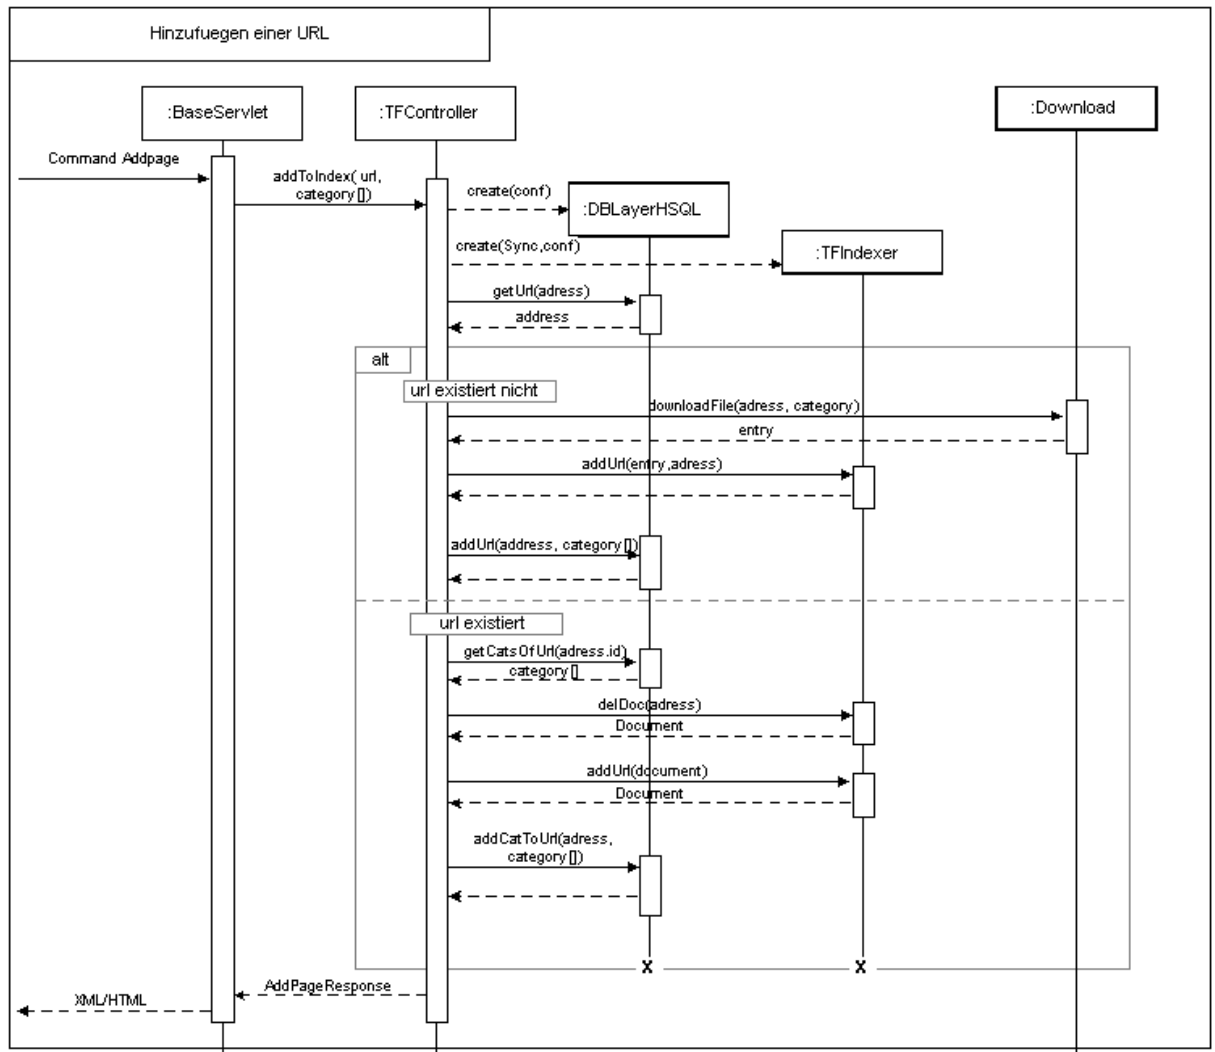 Hinzufuegen einer URL
:BaseServlet
:TFController
:Download
Command Addpage
addToIndex( url,
category[])
create(conf)
:DBLayerHSQL
create(Sync,conf)
:TFIndexer
getUrl(adress)
address
alt
url existiert nicht
downloadFile(adress, category)
entry
addUrl(entry,adress)
addUrl(address, category[])
url existiert
getCatsOfUrl(adress.id)
category[]
delDoc(adress)
Document
addUrl(document)
Document
addCatToUrl(adress,
category[])
X
X
AddPageResponse
XML/HTML